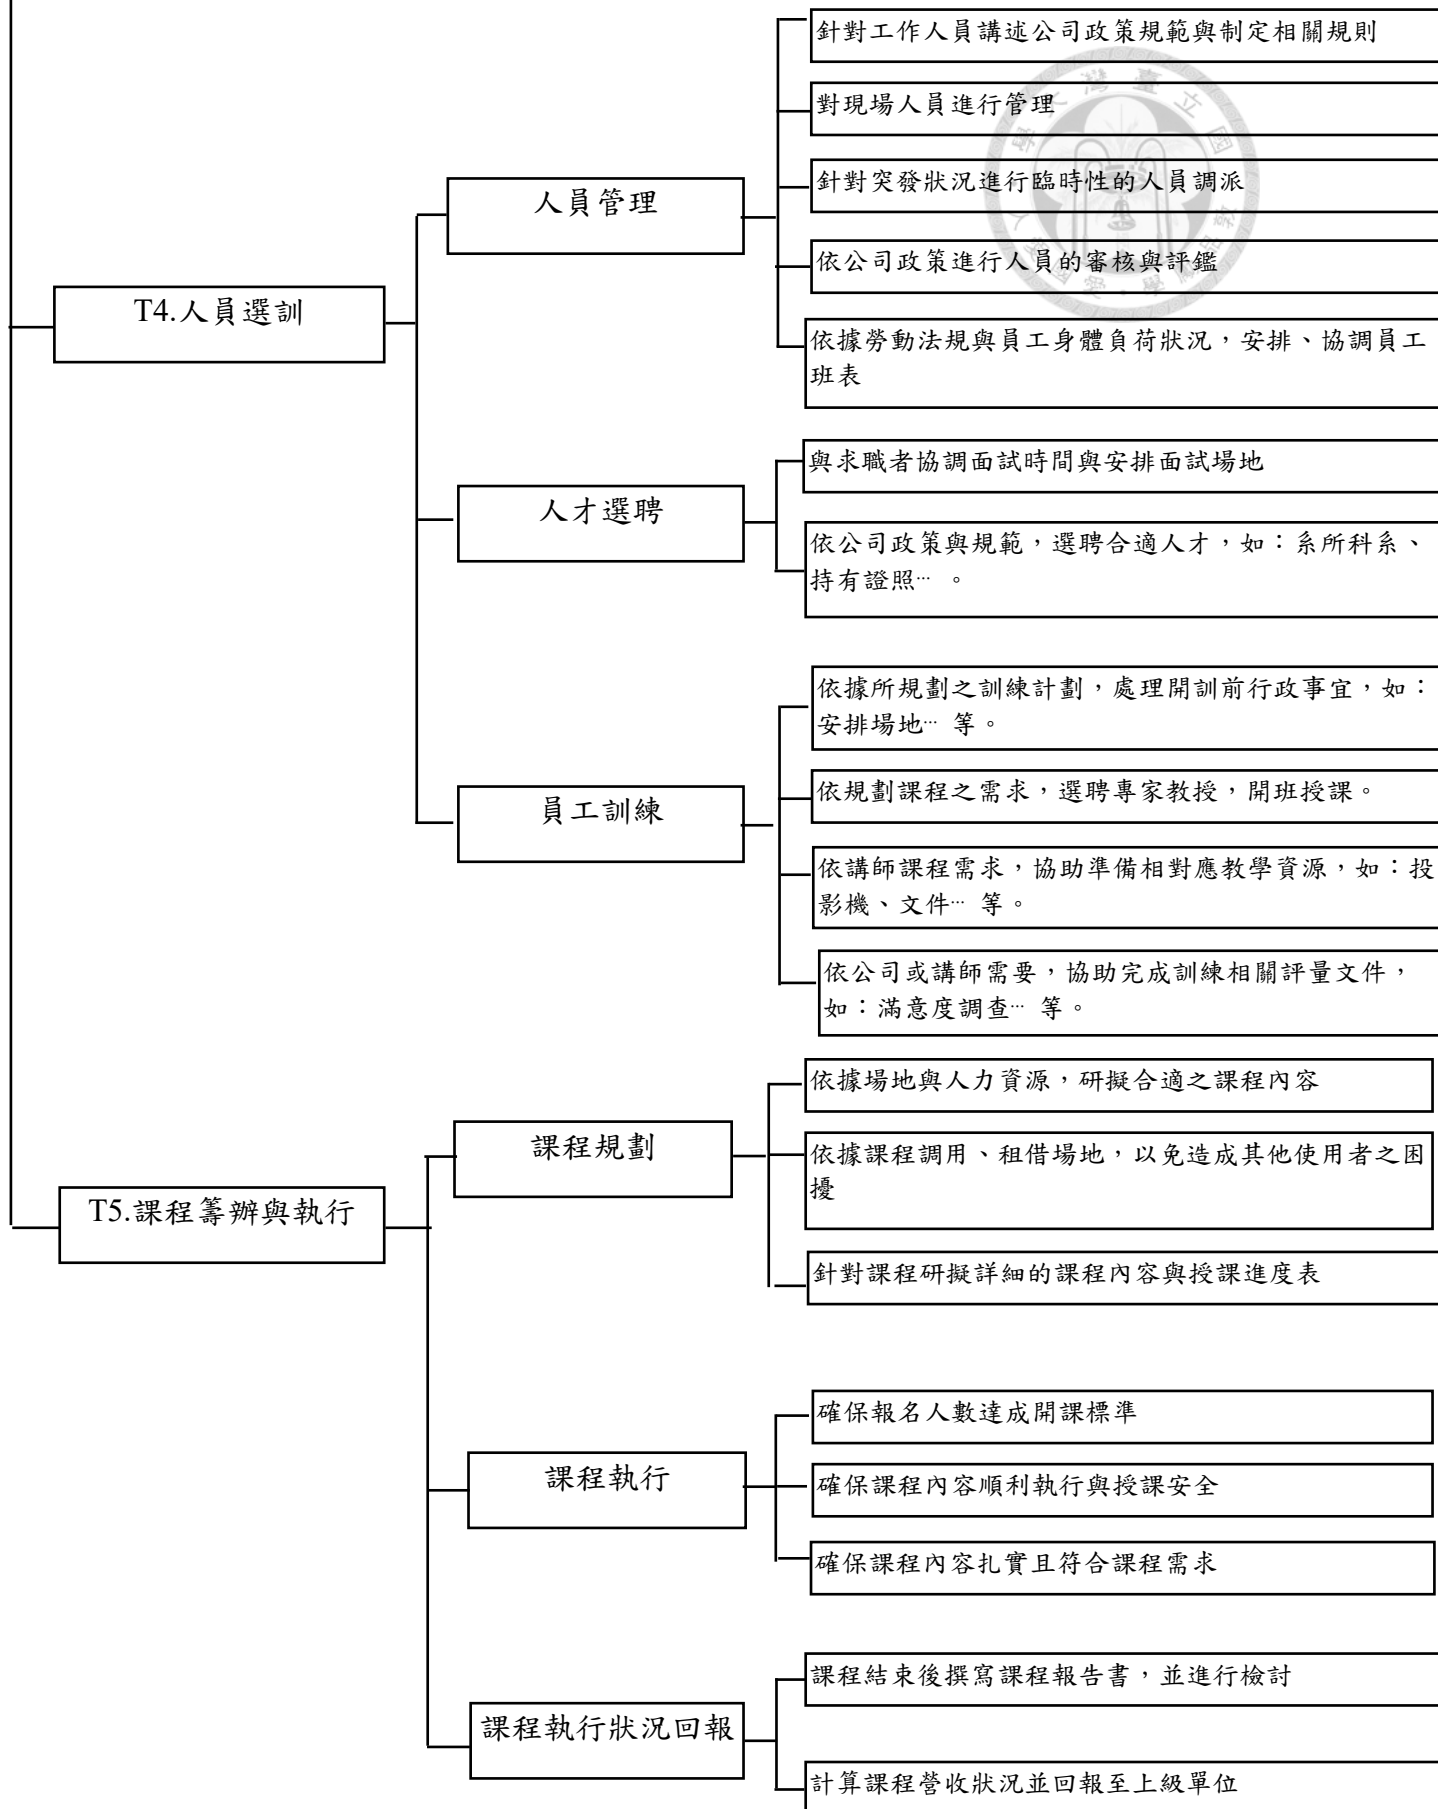 針對工作人員講述公司政策規範與制定相關規則
對現場人員進行管理
人員管理
針對突發狀況進行臨時性的人員調派
依公司政策進行人員的審核與評鑑
T4.人員選訓
依據勞動法規與員工身體負荷狀況，安排、協調員工
班表
與求職者協調面試時間與安排面試場地
人才選聘
依公司政策與規範，選聘合適人才，如：系所科系、
持有證照… 。
依據所規劃之訓練計劃，處理開訓前行政事宜，如：
安排場地… 等。
員工訓練
依規劃課程之需求，選聘專家教授，開班授課。
依講師課程需求，協助準備相對應教學資源，如：投
影機、文件… 等。
依公司或講師需要，協助完成訓練相關評量文件，
如：滿意度調查… 等。
依據場地與人力資源，研擬合適之課程內容
課程規劃
依據課程調用、租借場地，以免造成其他使用者之困
擾
T5.課程籌辦與執行
針對課程研擬詳細的課程內容與授課進度表
確保報名人數達成開課標準
課程執行
確保課程內容順利執行與授課安全
確保課程內容扎實且符合課程需求
課程結束後撰寫課程報告書，並進行檢討
課程執行狀況回報
計算課程營收狀況並回報至上級單位